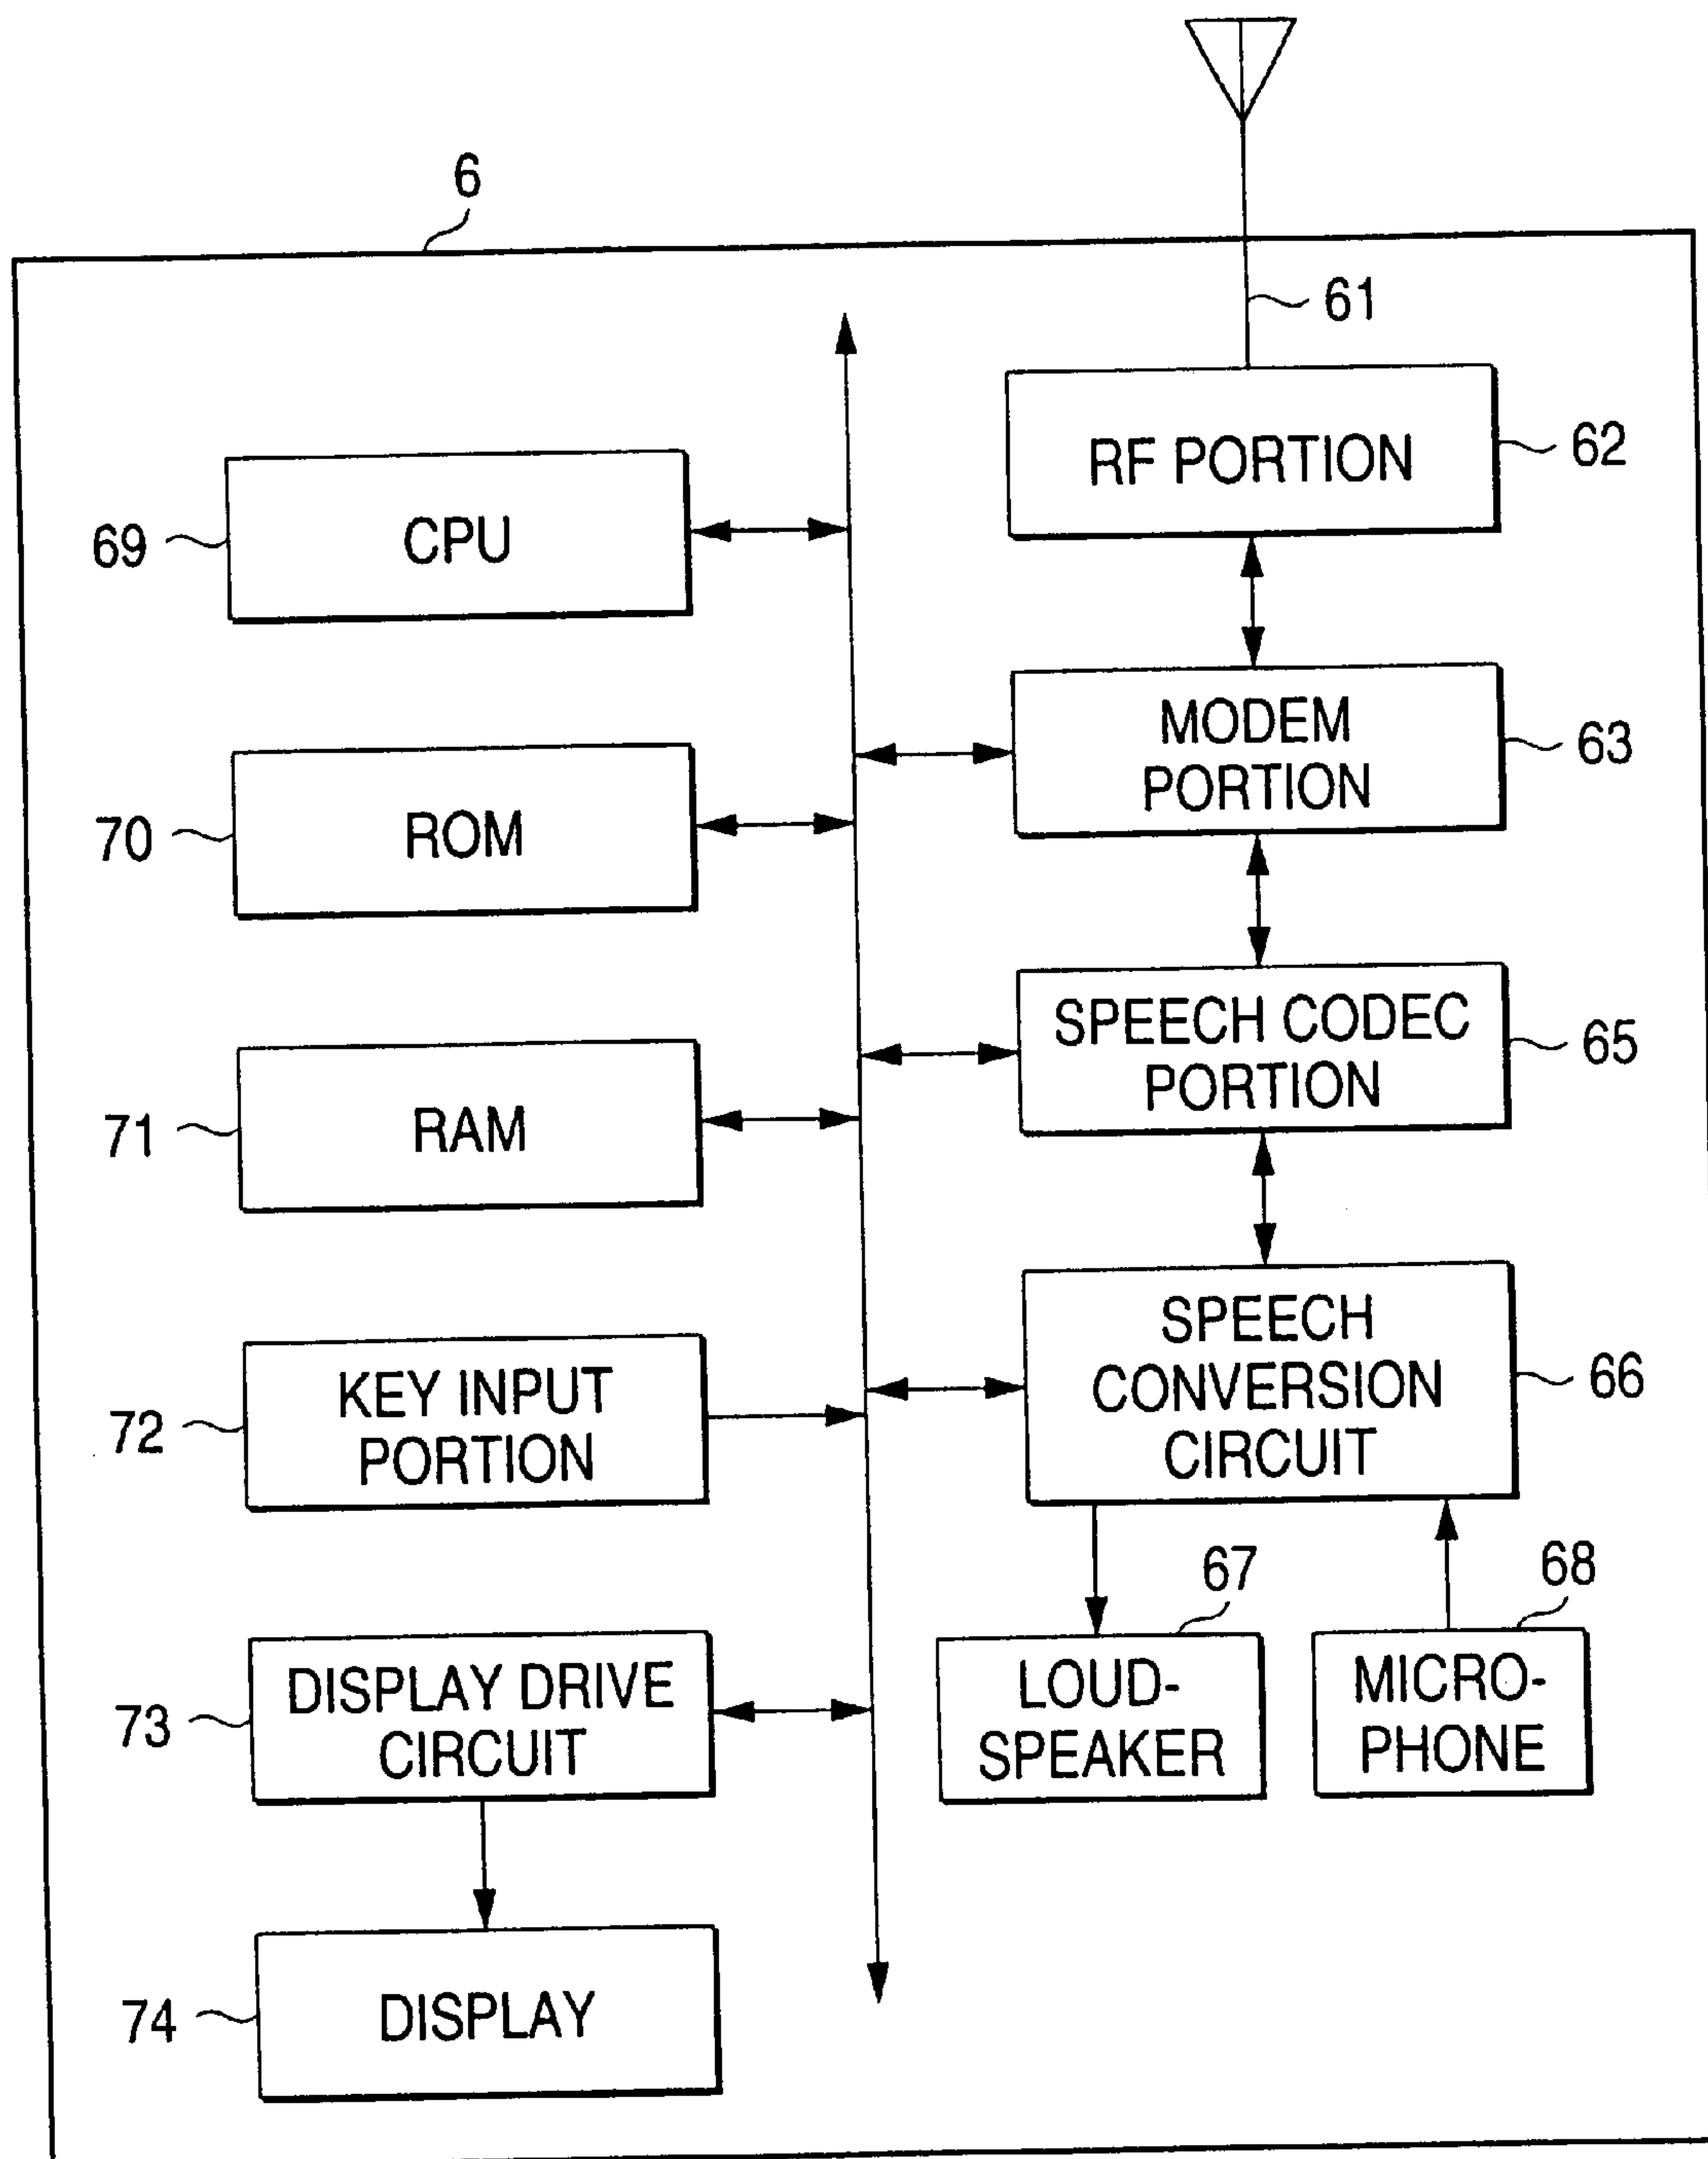 6
61
RF PORTION
62
CPU
69
MODEM
PORTION
63
ROM
70
SPEECH CODEC
PORTION
65
RAM
71
SPEECH
CONVERSION
CIRCUIT
66
KEY INPUT
PORTION
72
67
68
LOUD-
SPEAKER
MICRO-
PHONE
DISPLAY DRIVE
CIRCUIT
73
DISPLAY
74